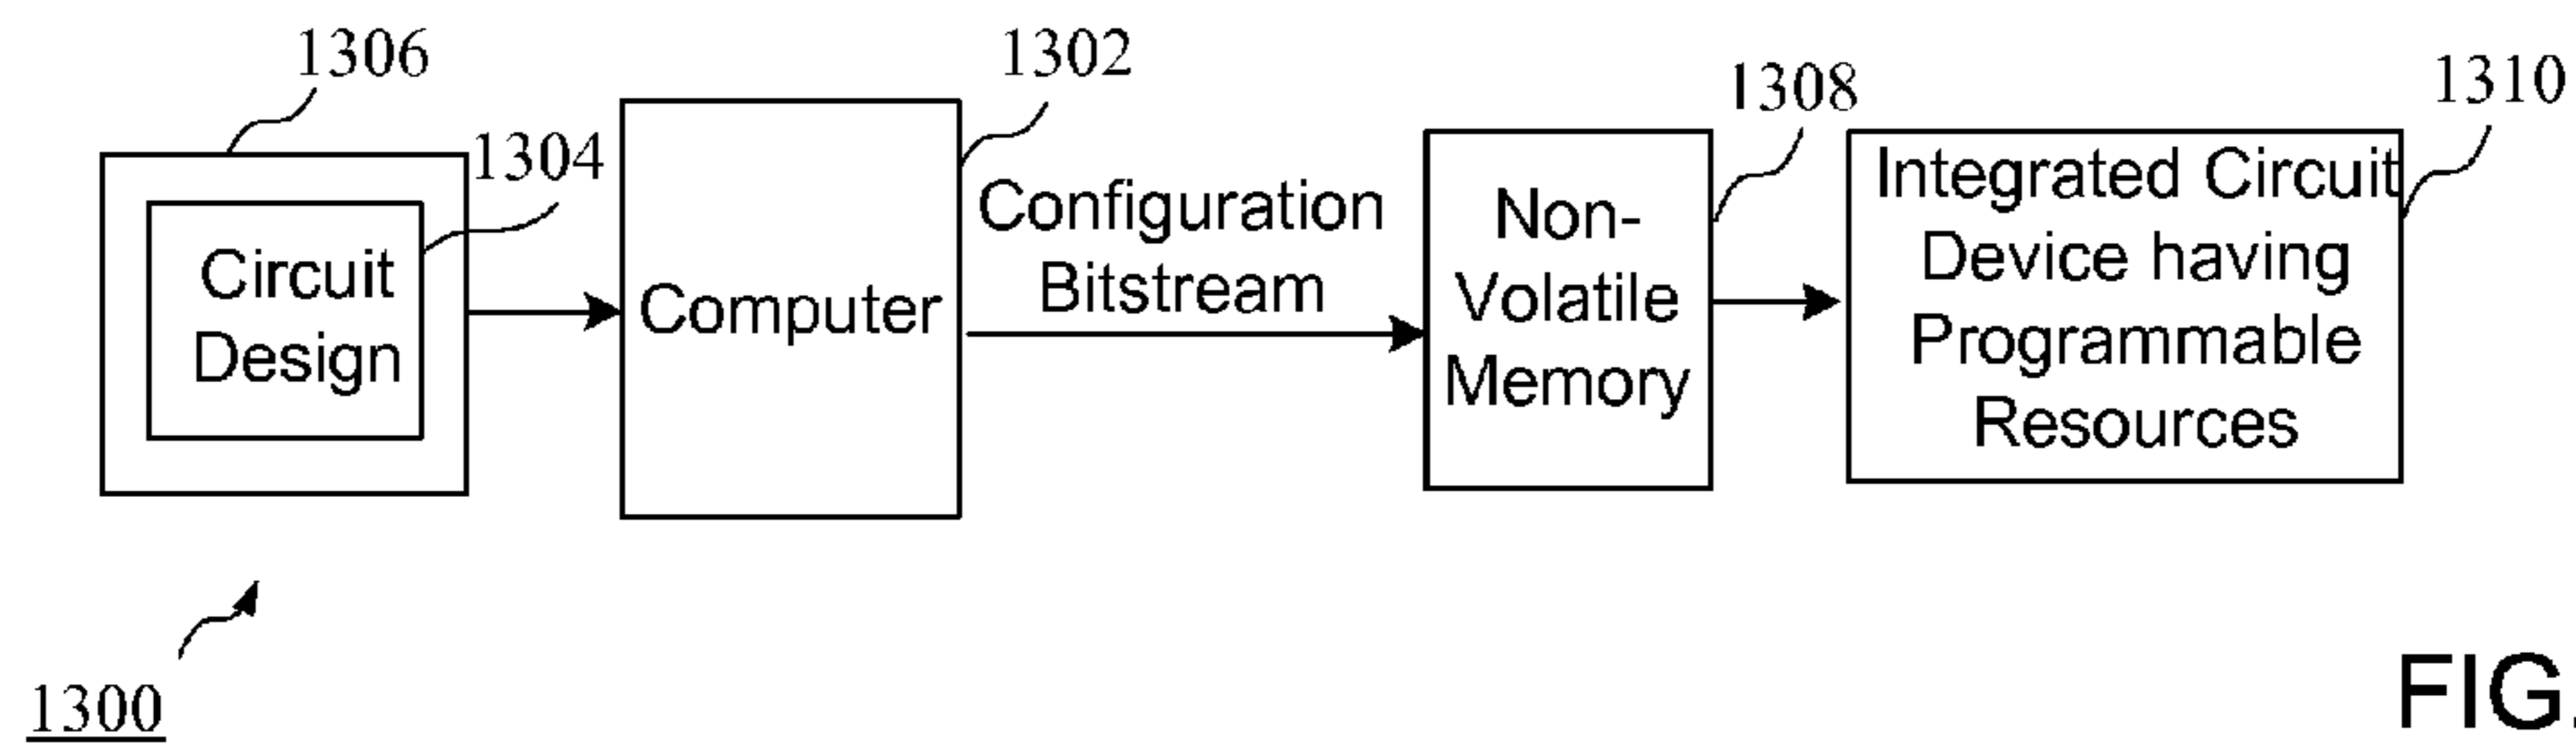 1306
1304
Circuit
Design
1302
Computer
Configuration
Bitstream
1308
Non-
Volatile
Memory
1310
Integrated Circuit
Device having
Programmable
Resources
1300
FIG.